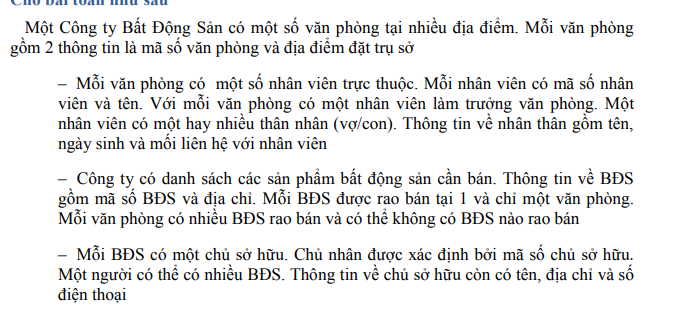 Cho bài toán như sau
Một Công ty Bất Động Sản có một số văn phòng tại nhiều địa điểm. Mỗi văn phòng
gồm 2 thông tin là mã số văn phòng và địa điểm đặt trụ sở
– Mỗi văn phòng có một số nhân viên trực thuộc. Mỗi nhân viên có mã số nhân
viên và tên. Với mỗi văn phòng có một nhân viên làm trưởng văn phòng. Một
nhân viên có một hay nhiều thân nhân (vợ/con). Thông tin về nhân thân gồm tên,
ngày sinh và mối liên hệ với nhân viên
– Công ty có danh sách các sản phẩm bất động sản cần bán. Thông tin về BĐS
gồm mã số BĐS và địa chỉ. Mỗi BĐS được rao bán tại 1 và chỉ một văn phòng.
Mỗi văn phòng có nhiều BĐS rao bán và có thể không có BĐS nào rao bán
– Mỗi BĐS có một chủ sở hữu. Chủ nhân được xác định bởi mã số chủ sở hữu.
Một người có thể có nhiều BĐS. Thông tin về chủ sở hữu còn có tên, địa chỉ và số
điện thoại